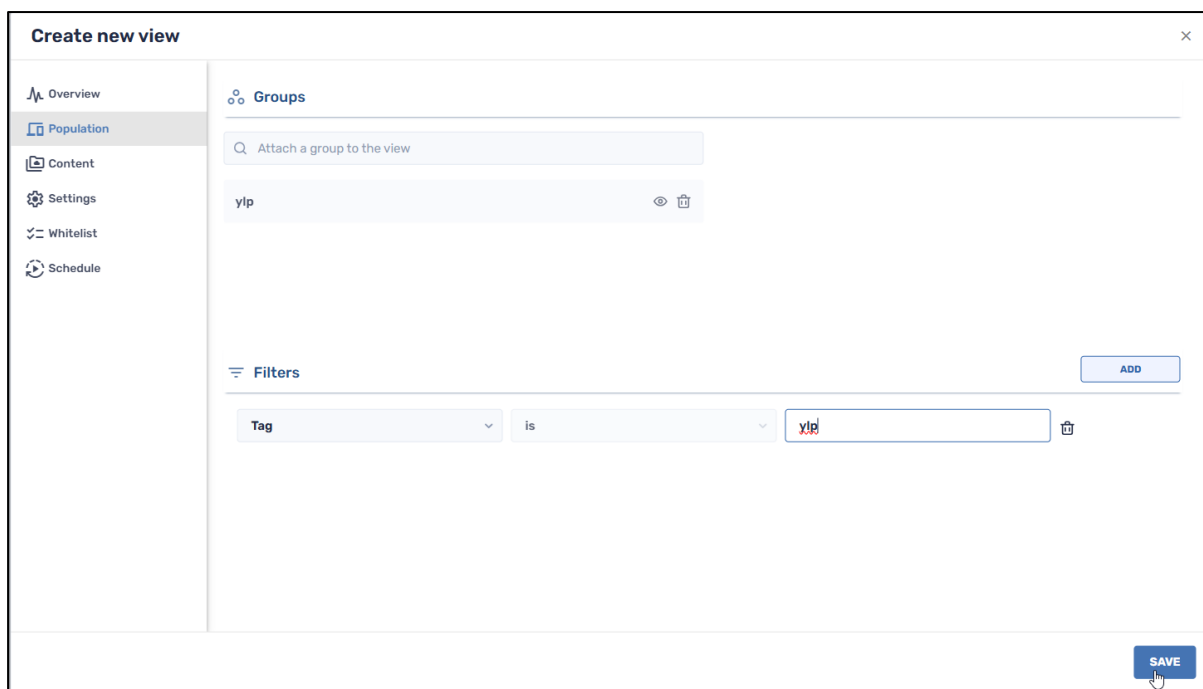 Create new view
Overview
Population
Content
Settings
Whitelist
Schedule
Groups
Attach a group to the view
ylp
Filters
ADD
Tag is ylp
SAVE